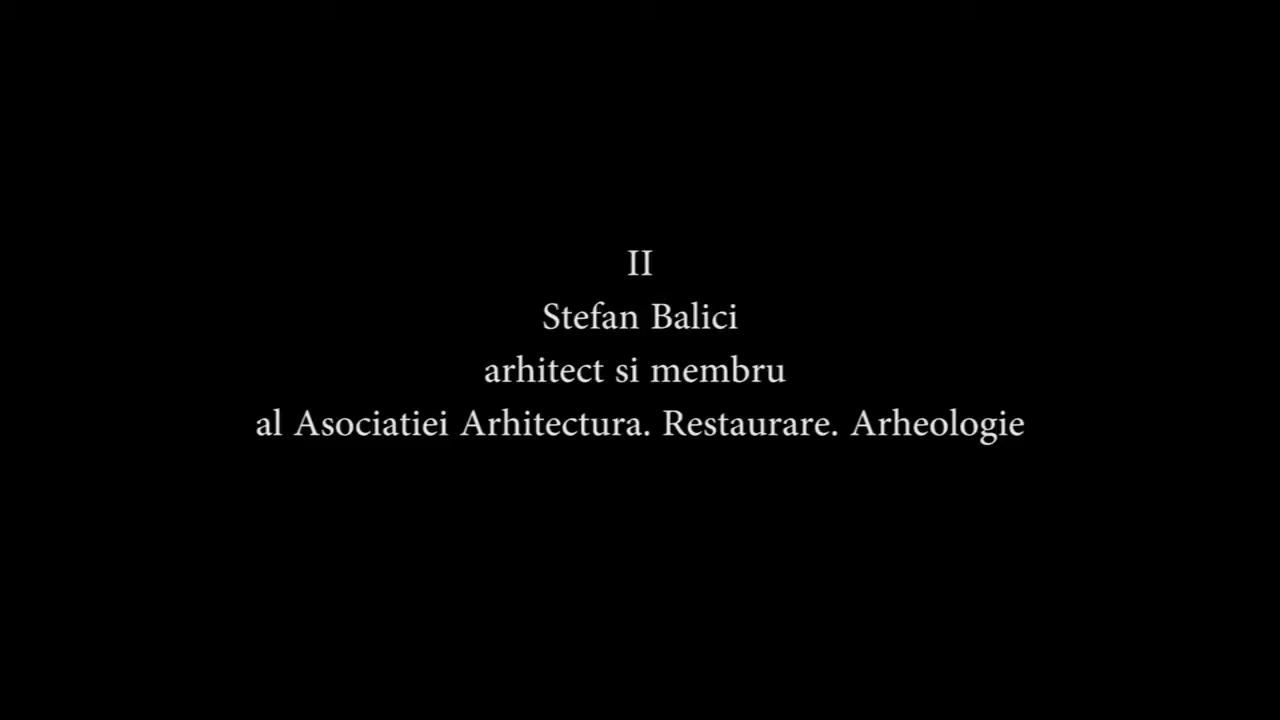 II
Stefan Balici
arhitect si membru
al Asociatiei Arhitectura. Restaurare. Arheologie